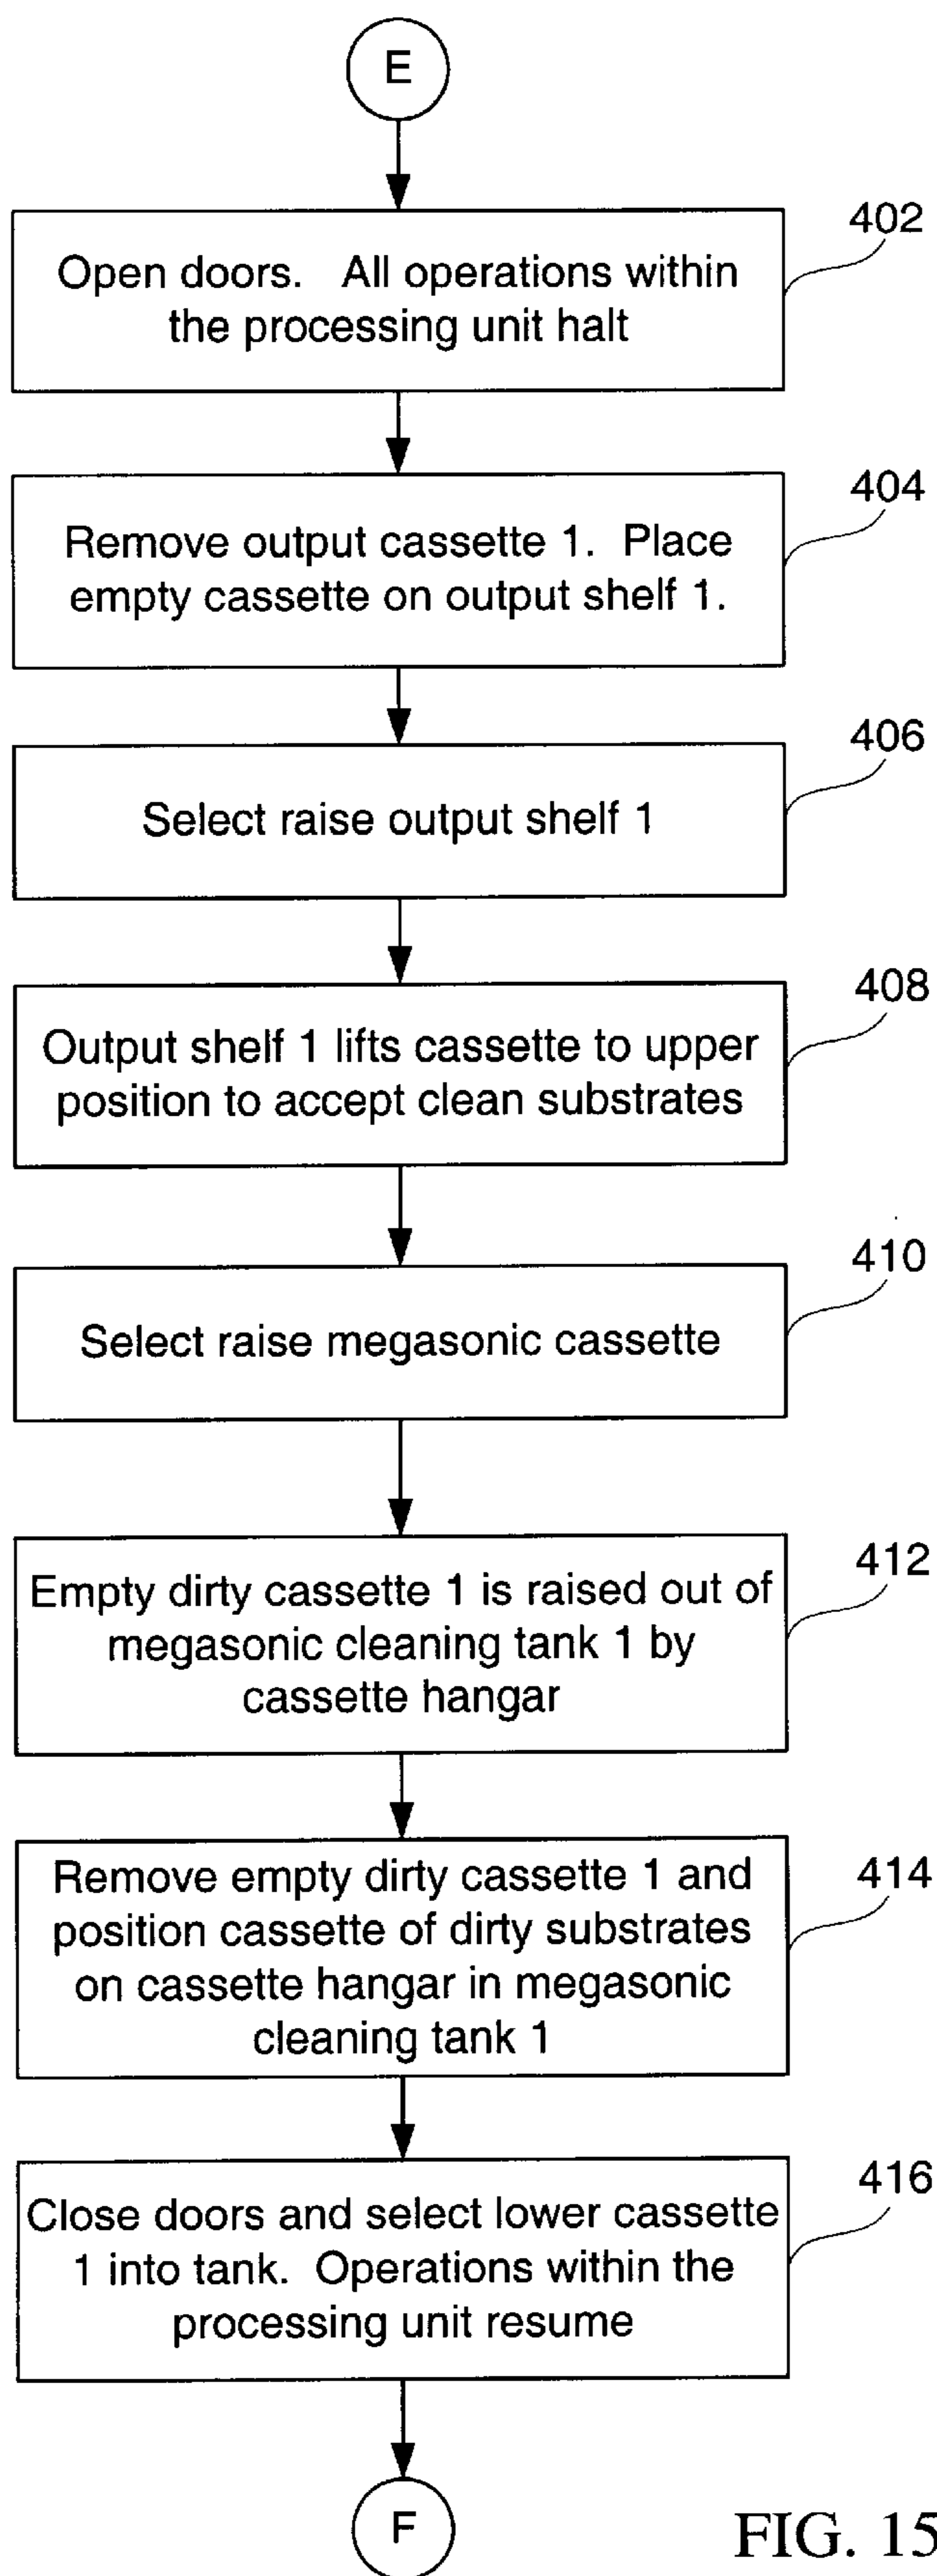 E
402
Open doors. All operations within
the processing unit halt
404
Remove output cassette 1. Place
empty cassette on output shelf 1.
406
Select raise output shelf 1
408
Output shelf 1 lifts cassette to upper
position to accept clean substrates
410
Select raise megasonic cassette
412
Empty dirty cassette 1 is raised out of
megasonic cleaning tank 1 by
cassette hangar
414
Remove empty dirty cassette 1 and
position cassette of dirty substrates
on cassette hangar in megasonic
cleaning tank 1
416
Close doors and select lower cassette
1 into tank. Operations within the
processing unit resume
F
FIG. 15